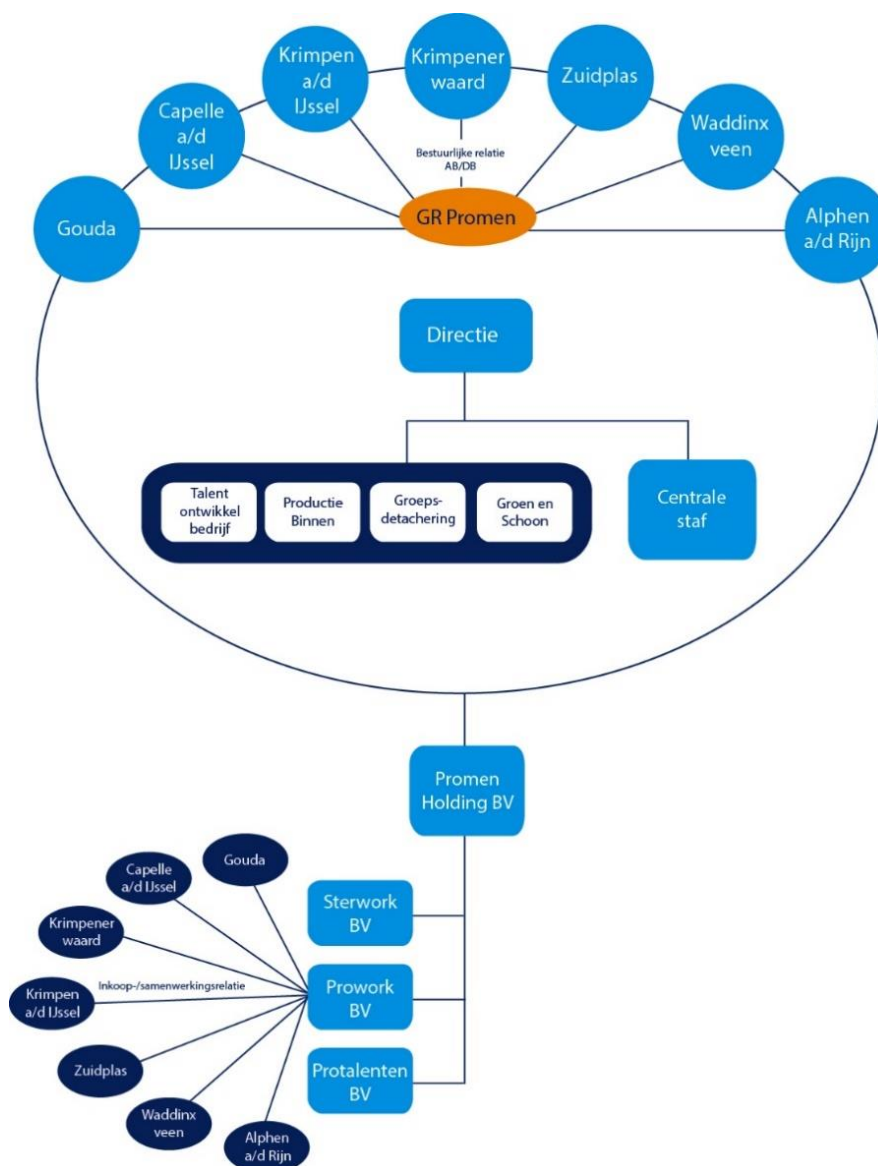 Krimpen
a/d
IJssel
Krimpener
waard
Zuidplas
Capelle
a/d
IJssel
Waddinx
veen
Bestuurlijke relatie
AB/DB
Gouda
GR Promen
Alphen
a/d Rijn
Directie
Talent
ontwikkel
bedrijf
Productie
Binnen
Groeps-
detachering
Groen en
Schoon
Centrale
staf
Promen
Holding BV
Gouda
Capelle
a/d IJssel
Krimpener
waard
Inkoop-/samenwerkingsrelatie
Krimpen
a/d IJssel
Zuidplas
Waddinx
veen
Alphen
a/d Rijn
Sterwork
BV
Prowork
BV
Protalenten
BV